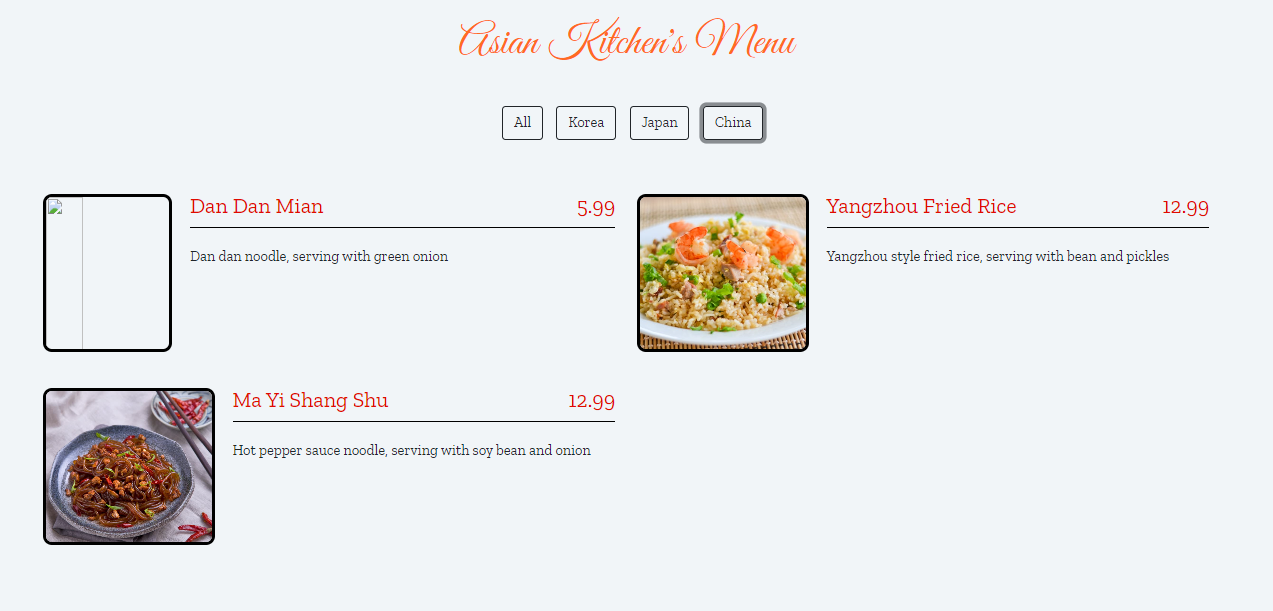 Asian Kitchen's Menu
All Korea Japan China
Dan Dan Mian 5.99
Dan dan noodle, serving with green onion
Yangzhou Fried Rice 12.99
Yangzhou style fried rice, serving with bean and pickles
Ma Yi Shang Shu 12.99
Hot pepper sauce noodle, serving with soy bean and onion